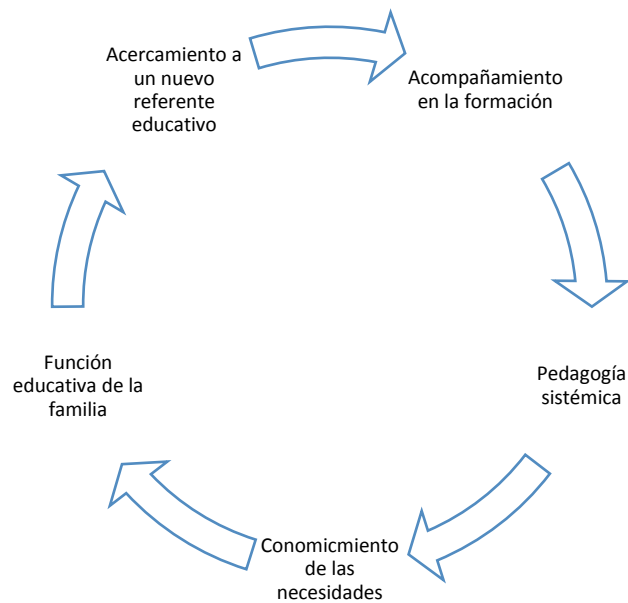 Acercamiento a
un nuevo
referente
educativo
Acompañamiento
en la formación
Pedagogía
sistémica
Conomicmiento
de las
necesidades
Función
educativa de la
familia